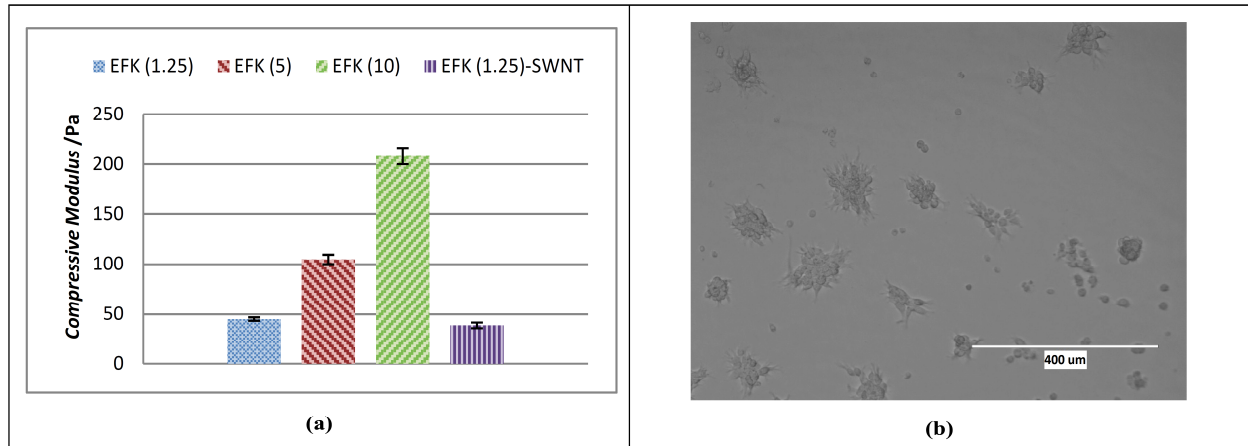 EFK (1.25) EFK (5) EFK (10) EFK (1.25)-SWNT
Compressive Modulus /Pa
250
200
150
100
50
0
(a)
400 um
(b)